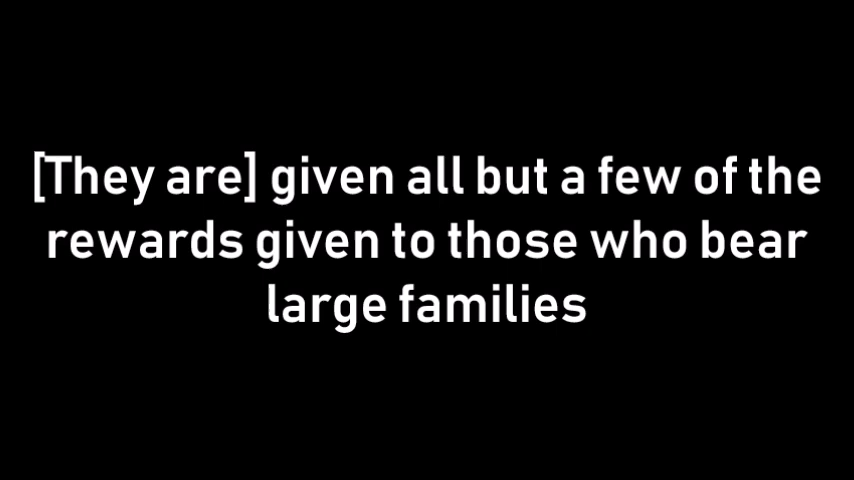 [They are] given all but a few of the
rewards given to those who bear
large families